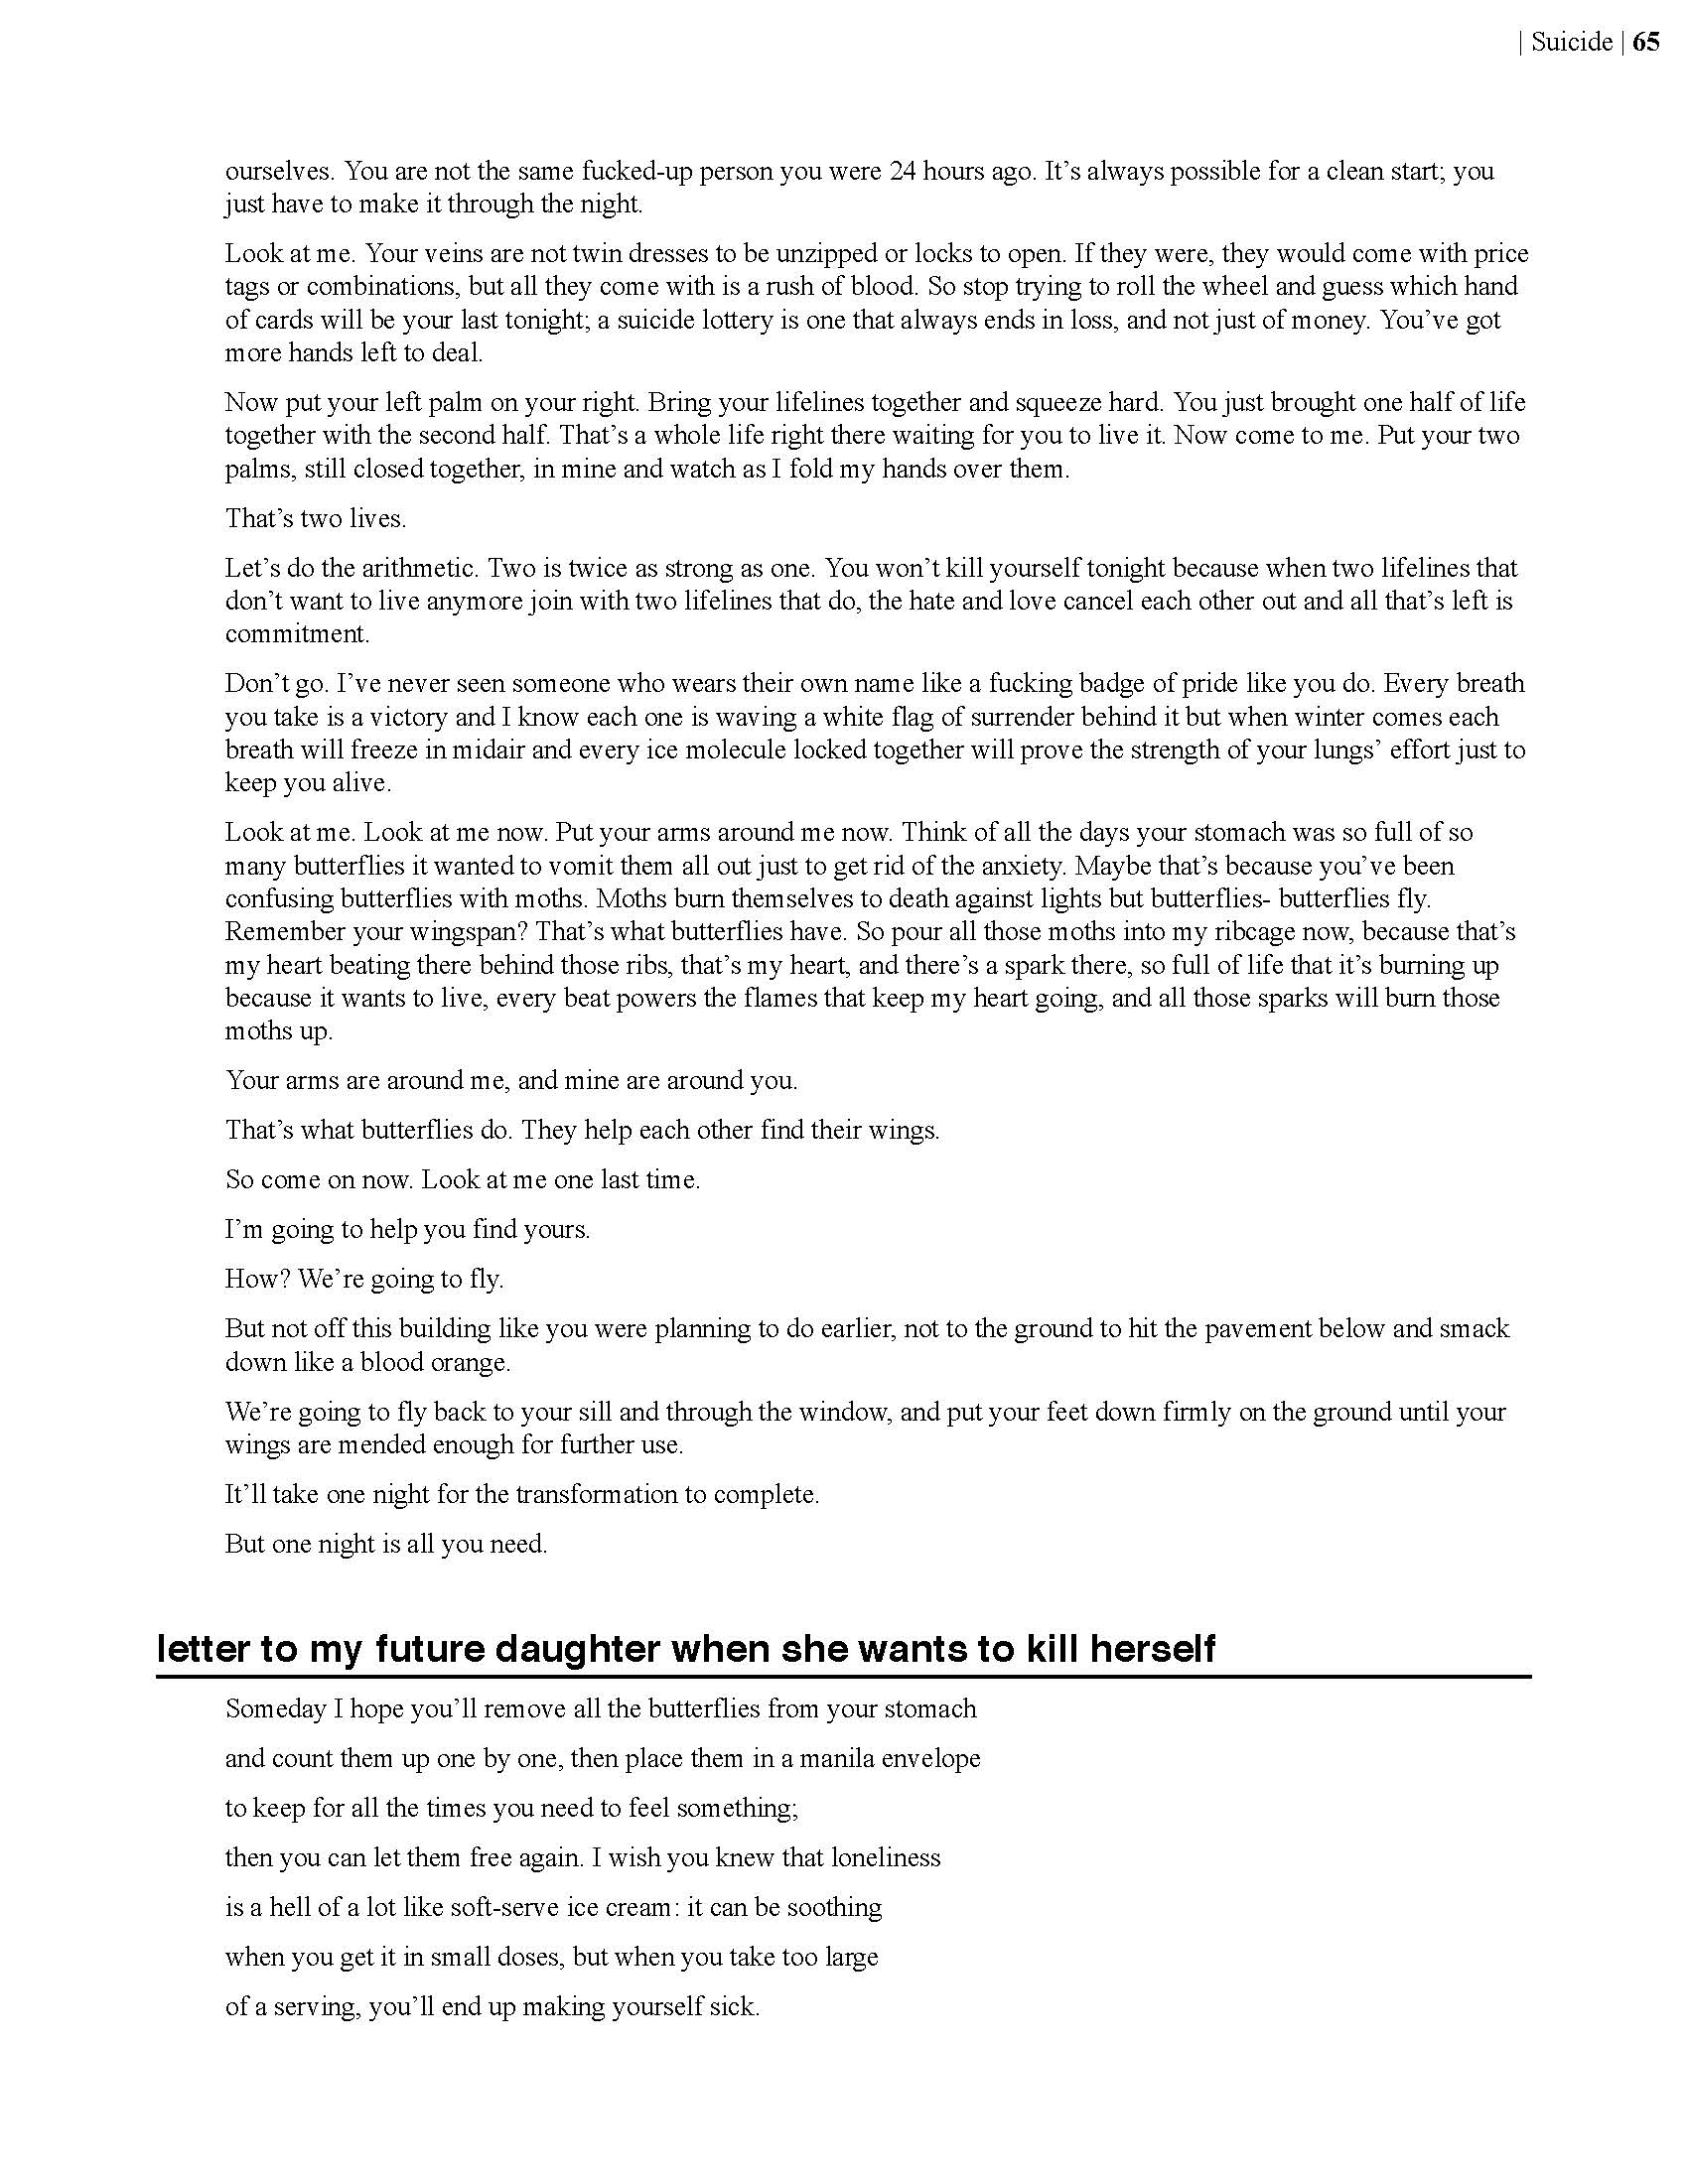 | Suicide | 65
ourselves. You are not the same fucked-up person you were 24 hours ago. It’s always possible for a clean start; you
just have to make it through the night.
Look at me. Your veins are not twin dresses to be unzipped or locks to open. If they were, they would come with price
tags or combinations, but all they come with is a rush of blood. So stop trying to roll the wheel and guess which hand
of cards will be your last tonight; a suicide lottery is one that always ends in loss, and not just of money. You’ve got
more hands left to deal.
Now put your left palm on your right. Bring your lifelines together and squeeze hard. You just brought one half of life
together with the second half. That’s a whole life right there waiting for you to live it. Now come to me. Put your two
palms, still closed together, in mine and watch as I fold my hands over them.
That’s two lives.
Let’s do the arithmetic. Two is twice as strong as one. You won’t kill yourself tonight because when two lifelines that
don’t want to live anymore join with two lifelines that do, the hate and love cancel each other out and all that’s left is
commitment.
Don’t go. I’ve never seen someone who wears their own name like a fucking badge of pride like you do. Every breath
you take is a victory and I know each one is waving a white flag of surrender behind it but when winter comes each
breath will freeze in midair and every ice molecule locked together will prove the strength of your lungs’ effort just to
keep you alive.
Look at me. Look at me now. Put your arms around me now. Think of all the days your stomach was so full of so
many butterflies it wanted to vomit them all out just to get rid of the anxiety. Maybe that’s because you’ve been
confusing butterflies with moths. Moths burn themselves to death against lights but butterflies- butterflies fly.
Remember your wingspan? That’s what butterflies have. So pour all those moths into my ribcage now, because that’s
my heart beating there behind those ribs, that’s my heart, and there’s a spark there, so full of life that it’s burning up
because it wants to live, every beat powers the flames that keep my heart going, and all those sparks will burn those
moths up.
Your arms are around me, and mine are around you.
That’s what butterflies do. They help each other find their wings.
So come on now. Look at me one last time.
I’m going to help you find yours.
How? We’re going to fly.
But not off this building like you were planning to do earlier, not to the ground to hit the pavement below and smack
down like a blood orange.
We’re going to fly back to your sill and through the window, and put your feet down firmly on the ground until your
wings are mended enough for further use.
It’ll take one night for the transformation to complete.
But one night is all you need.
letter to my future daughter when she wants to kill herself
Someday I hope you’ll remove all the butterflies from your stomach
and count them up one by one, then place them in a manila envelope
to keep for all the times you need to feel something;
then you can let them free again. I wish you knew that loneliness
is a hell of a lot like soft-serve ice cream: it can be soothing
when you get it in small doses, but when you take too large
of a serving, you’ll end up making yourself sick.